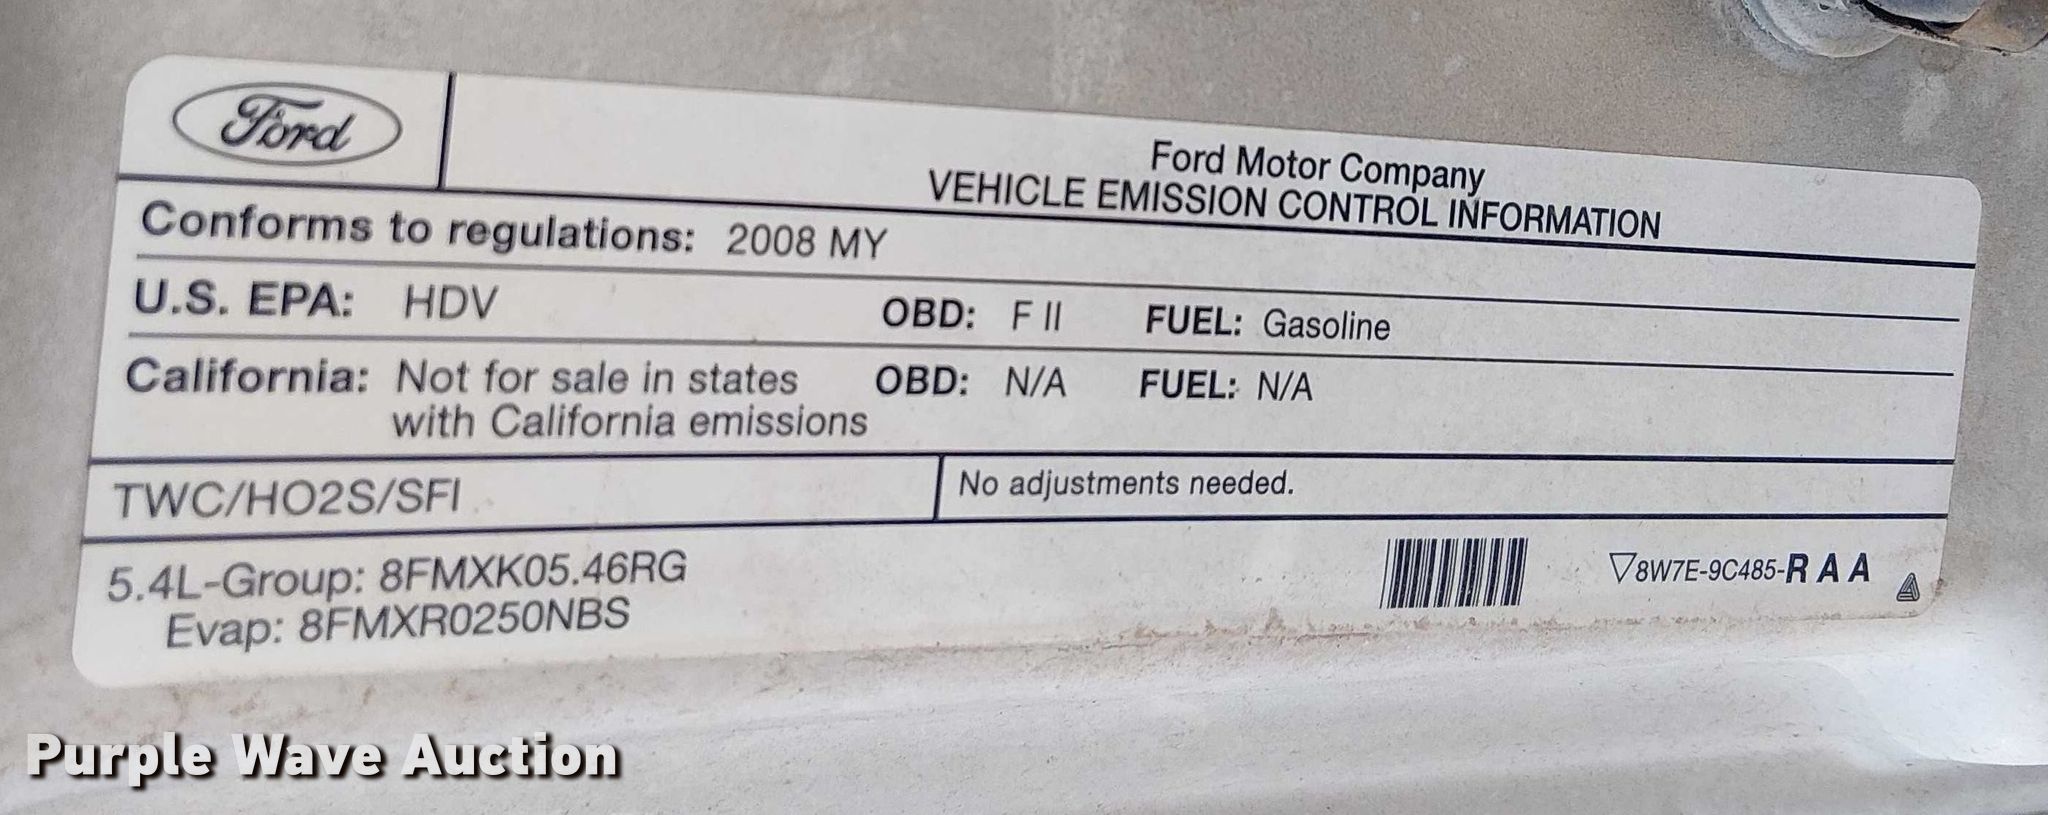 Ford
Ford Motor Company
VEHICLE EMISSION CONTROL INFORMATION
Conforms to regulations: 2008 MY
U.S. EPA: HDV OBD: F II FUEL: Gasoline
California: Not for sale in states OBD: N/A FUEL: N/A
with California emissions
TWC/HO2S/SFI No adjustments needed.
5.4L-Group: 8FMXK05.46RG
Evap: 8FMXR0250NBS
8W7E-9C485-RAA
Purple Wave Auction